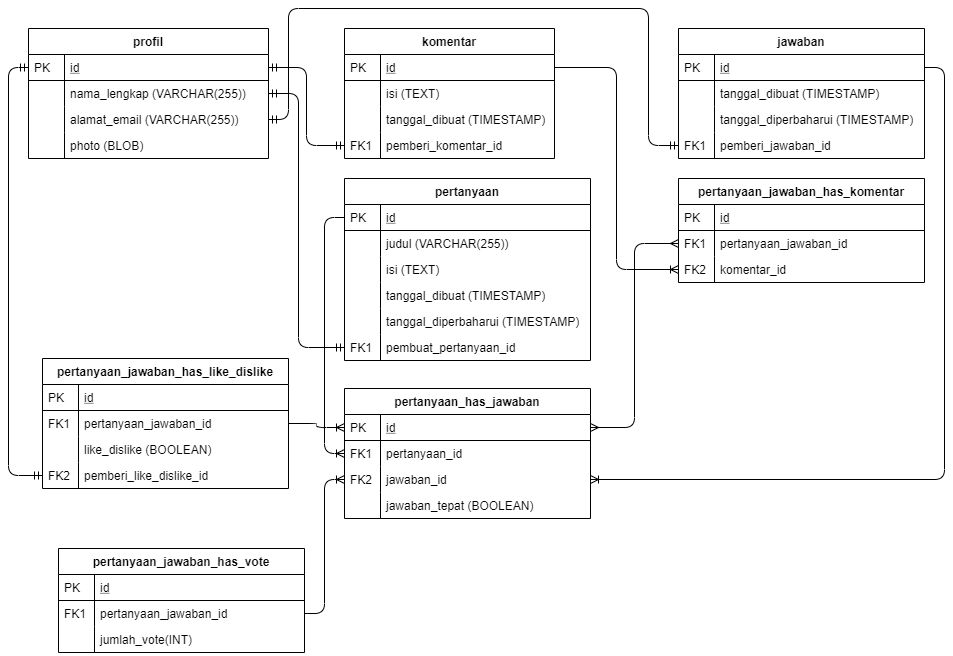 profil
PK id
nama_lengkap (VARCHAR(255))
alamat_email (VARCHAR(255))
photo (BLOB)
komentar
PK id
isi (TEXT)
tanggal_dibuat (TIMESTAMP)
FK1 pemberi_komentar_id
jawaban
PK id
tanggal_dibuat (TIMESTAMP)
tanggal_diperbaharui (TIMESTAMP)
FK1 pemberi_jawaban_id
pertanyaan
PK id
judul (VARCHAR(255))
isi (TEXT)
tanggal_dibuat (TIMESTAMP)
tanggal_diperbaharui (TIMESTAMP)
FK1 pembuat_pertanyaan_id
pertanyaan_jawaban_has_komentar
PK id
FK1 pertanyaan_jawaban_id
FK2 komentar_id
pertanyaan_jawaban_has_like_dislike
PK id
FK1 pertanyaan_jawaban_id
like_dislike (BOOLEAN)
FK2 pemberi_like_dislike_id
pertanyaan_has_jawaban
PK id
FK1 pertanyaan_id
FK2 jawaban_id
jawaban_tepat (BOOLEAN)
pertanyaan_jawaban_has_vote
PK id
FK1 pertanyaan_jawaban_id
jumlah_vote(INT)